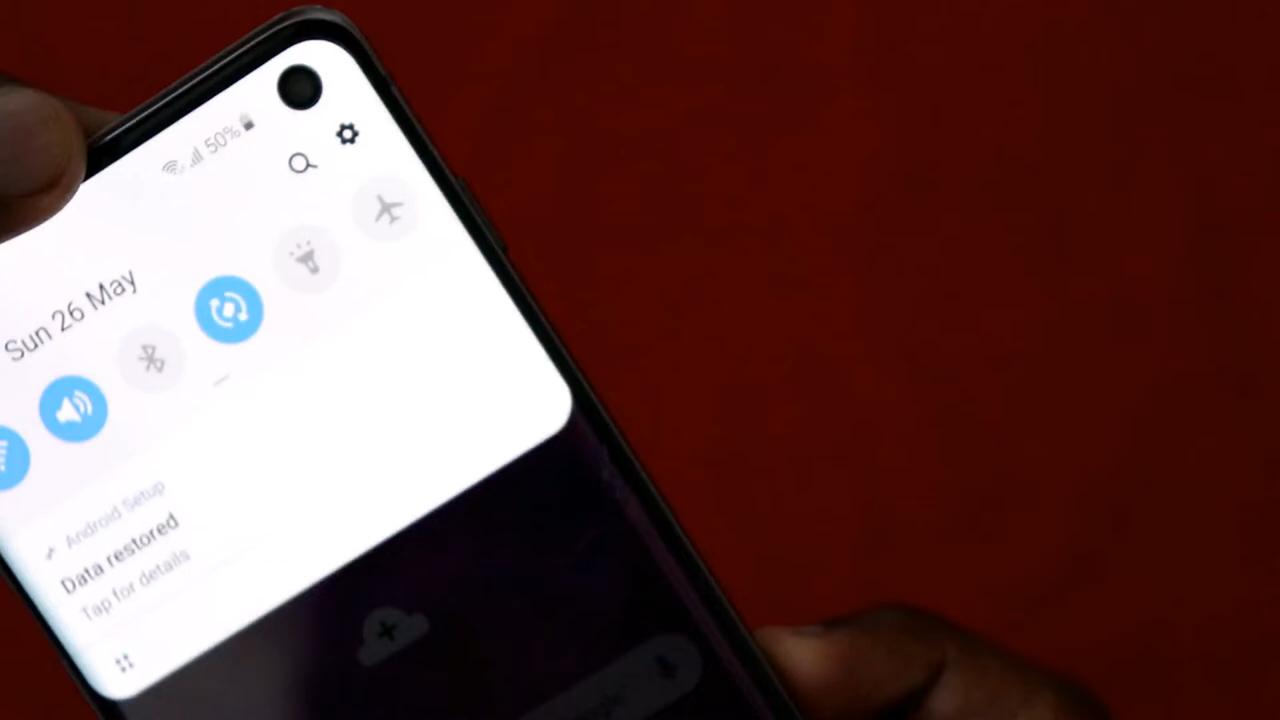 50%
Sun 26 May
Android Setup
Data restored
Tap for details